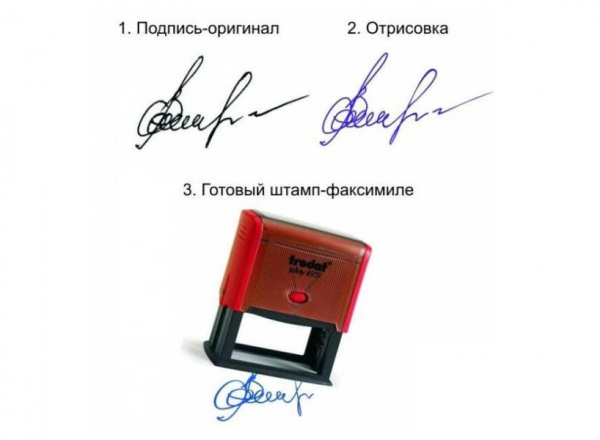 1. Подпись-оригинал
2. Отрисовка
3. Готовый штамп-факсимиле
trodat